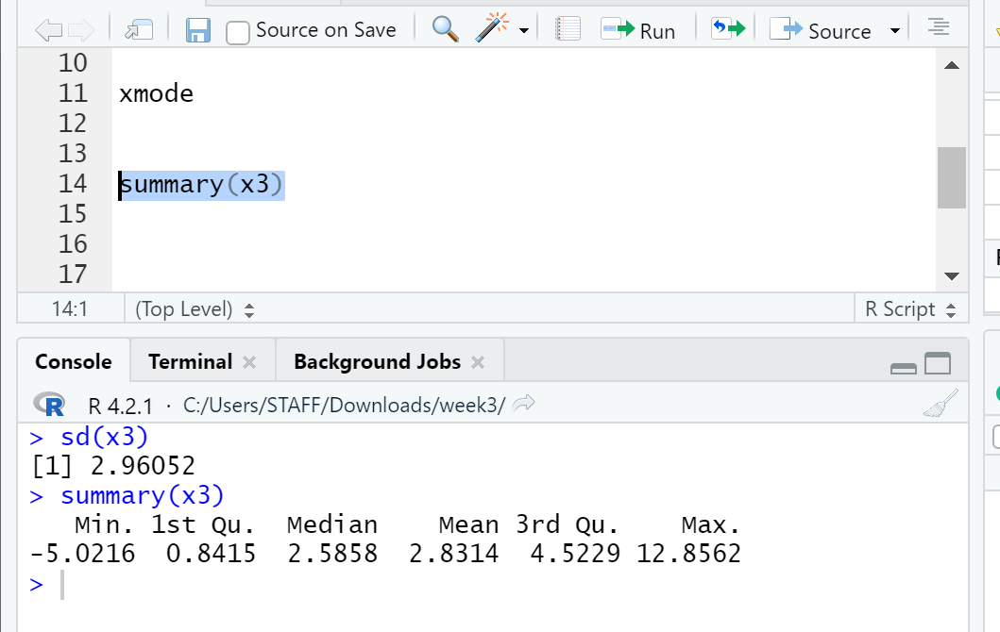 Source on Save Run Source
10
11 xmode
12
13
14 summary(x3)
15
16
17
14:1 (Top Level) R Script
Console Terminal Background Jobs
R 4.2.1 · C:/Users/STAFF/Downloads/week3/
> sd(x3)
[1] 2.96052
> summary(x3)
Min. 1st Qu. Median Mean 3rd Qu. Max.
-5.0216 0.8415 2.5858 2.8314 4.5229 12.8562
>